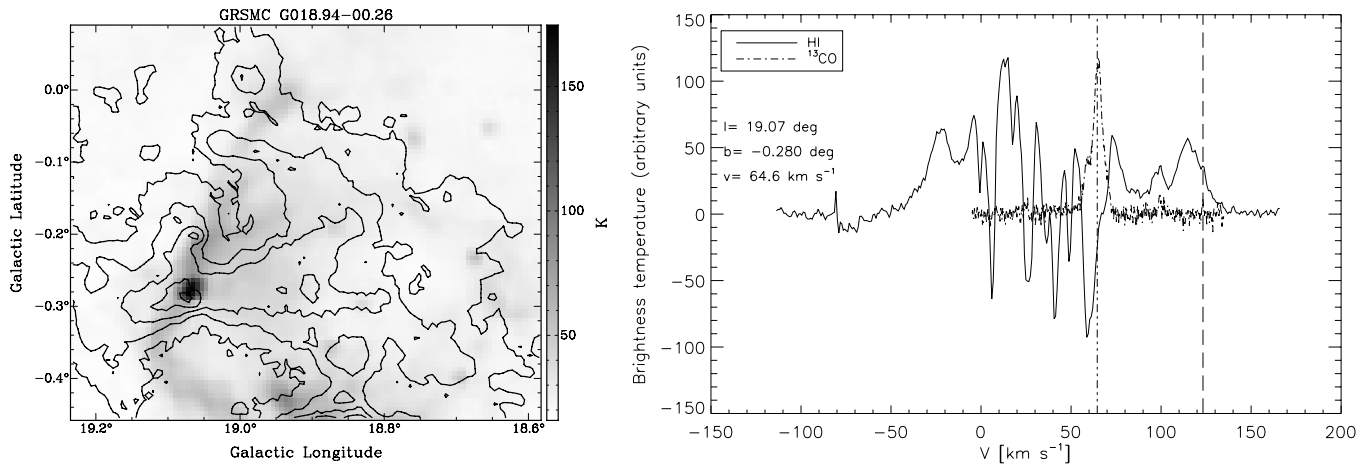 GRSMC G018.94−00.26
Galactic Latitude
0.0°
−0.1°
−0.2°
−0.3°
−0.4°
19.2
19.0
18.8
18.6°
Galactic Longitude
150
100
50
K
Brightness temperature (arbitrary units)
150
100
50
0
−50
−100
−150
HI
¹³CO
l= 19.07 deg
b= −0.280 deg
v= 64.6 km s⁻¹
−150
−100
−50
0
50
100
150
200
V [km s⁻¹]